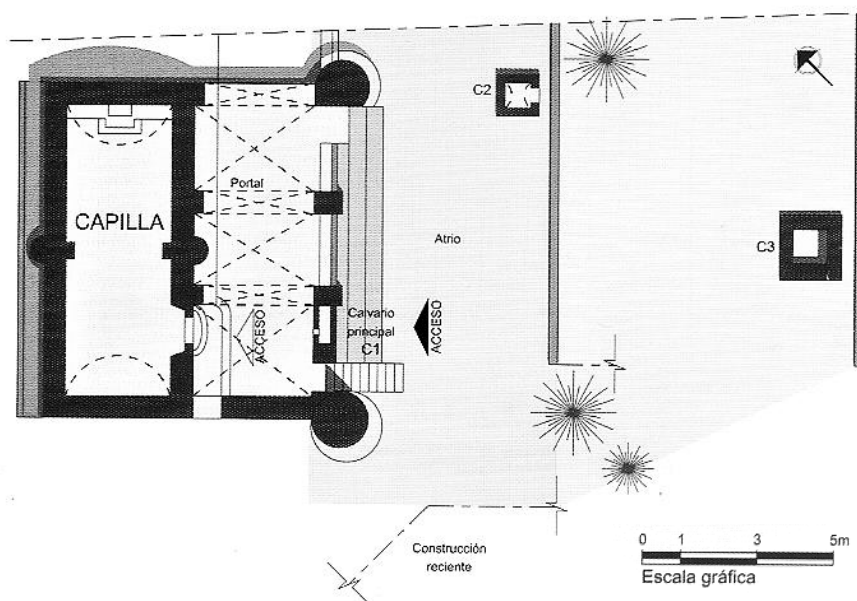 C2
Portal
CAPILLA
Atrio
C3
ACCESO
Calvario
principal
C1
ACCESO
Construcción
reciente
0 1 3 5m
Escala gráfica